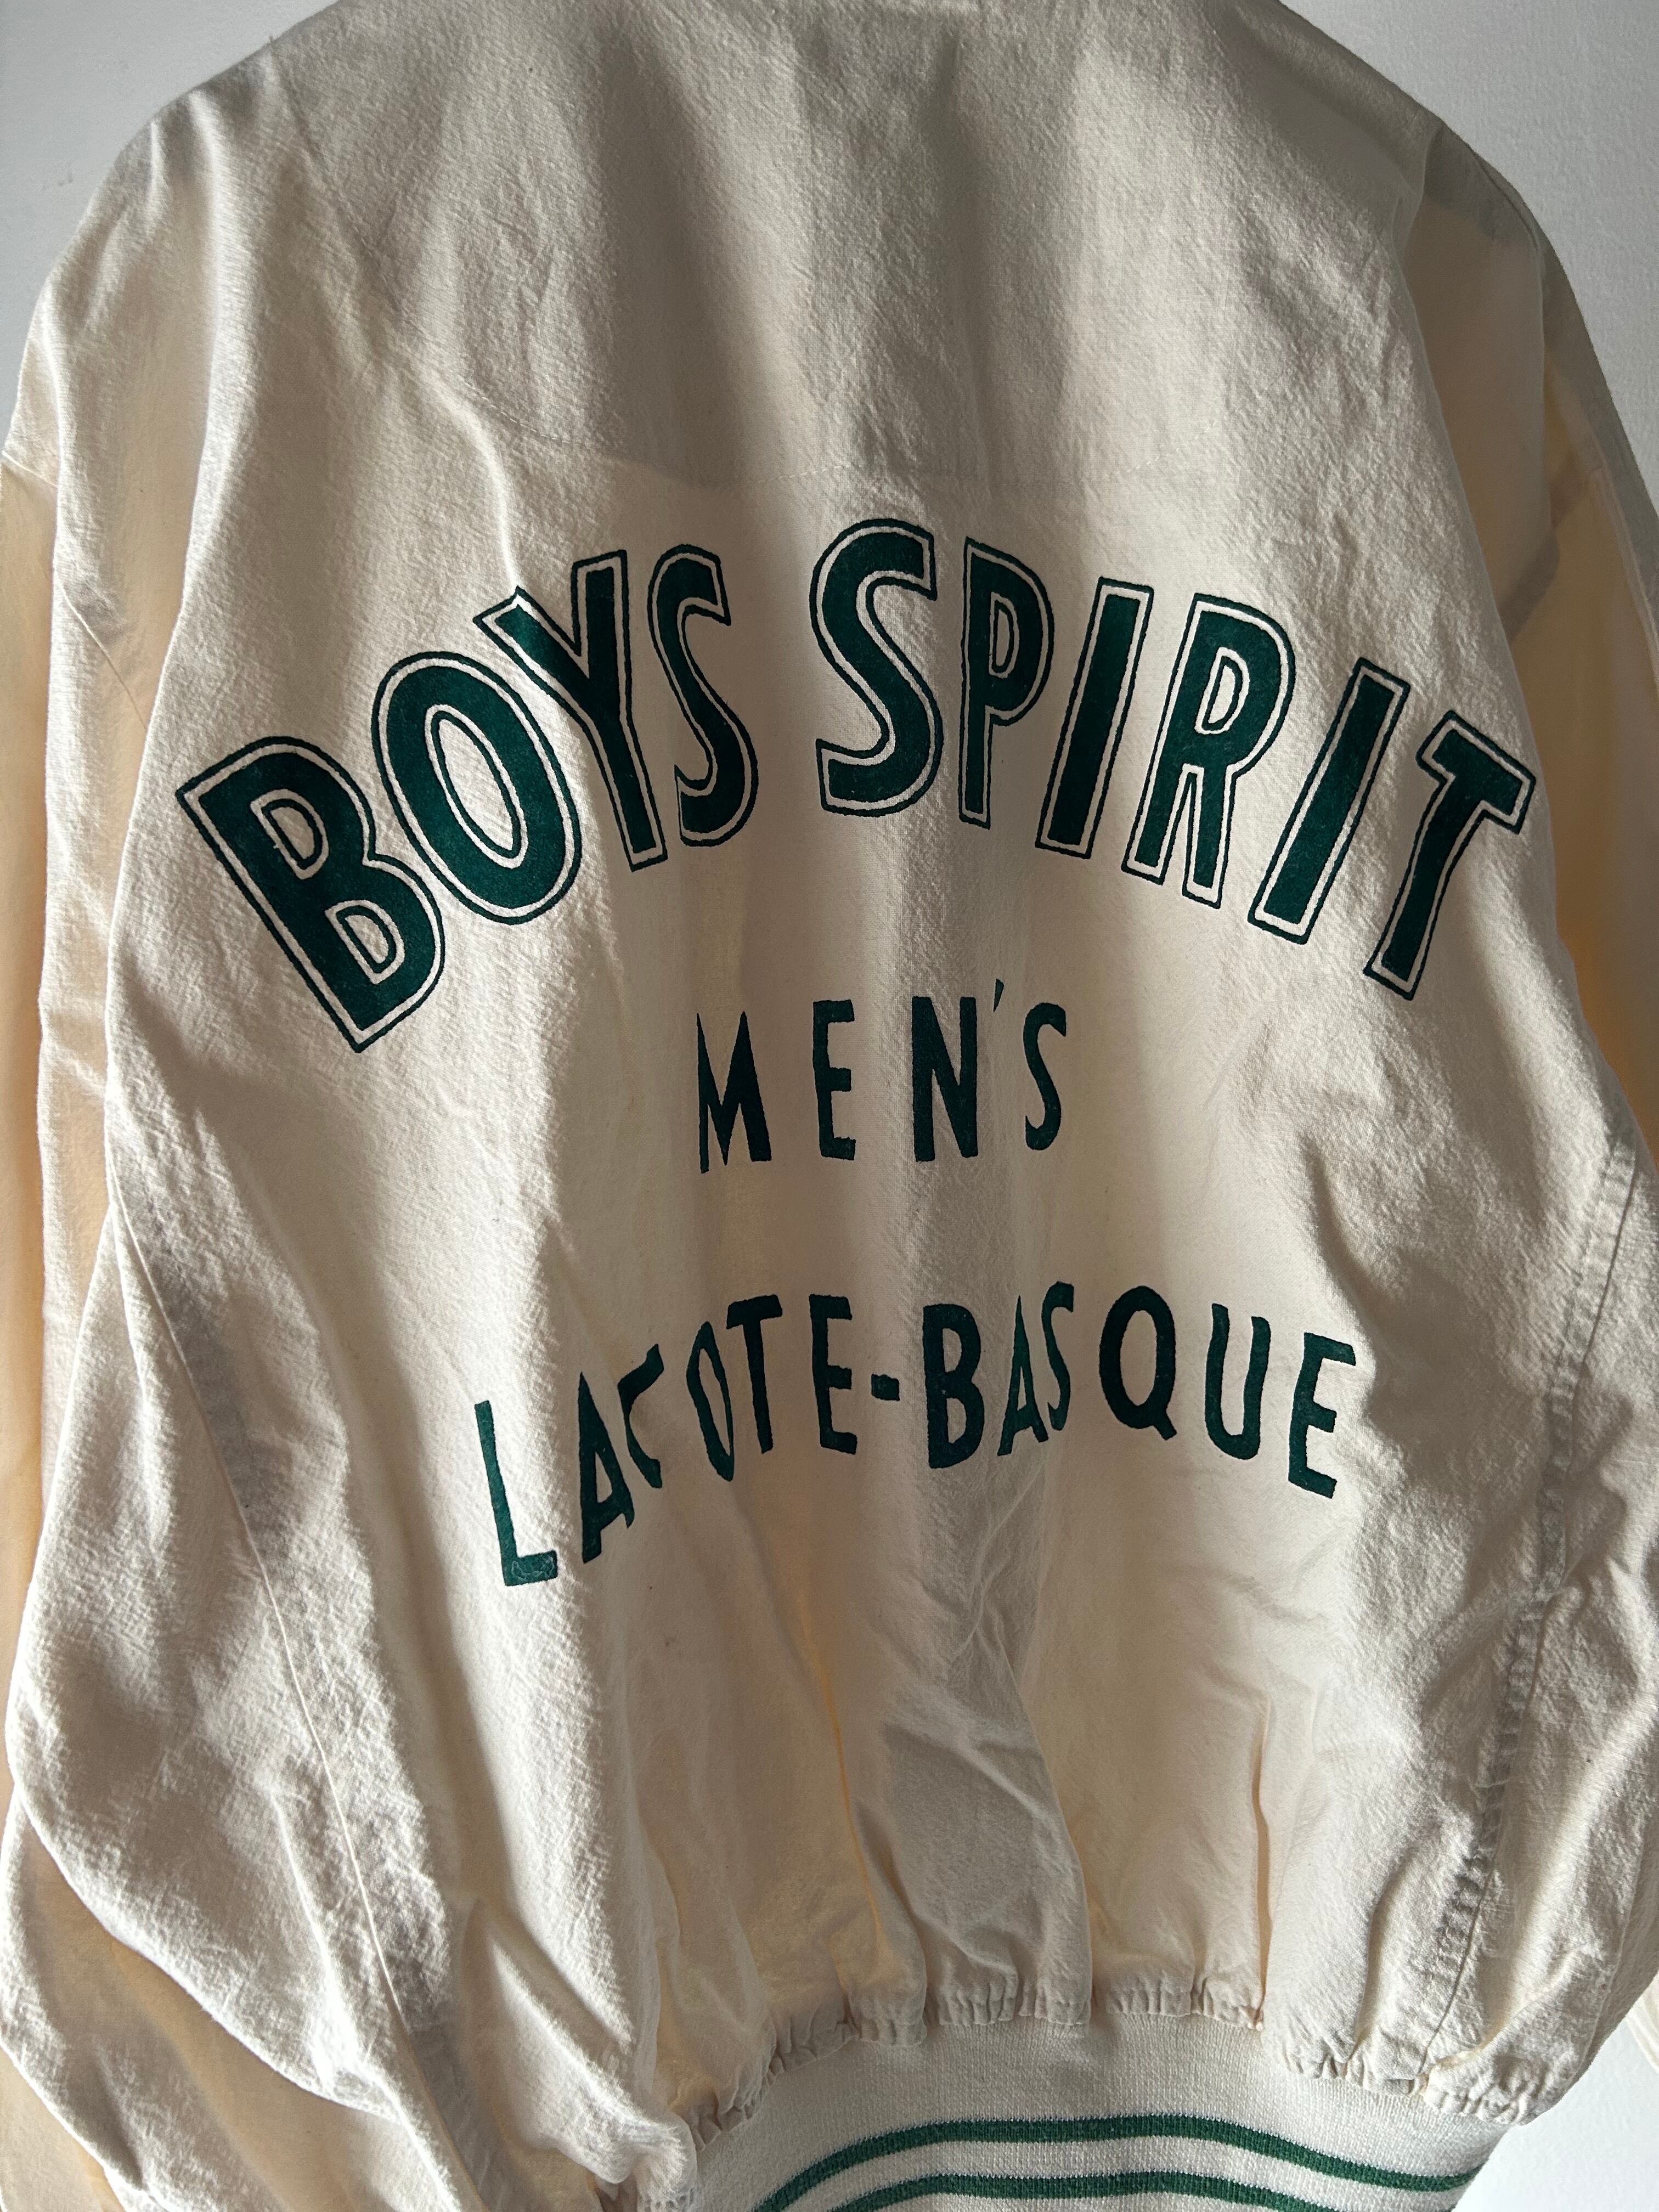 BOYS SPIRIT
MEN'S
LACOTE-BASQUE